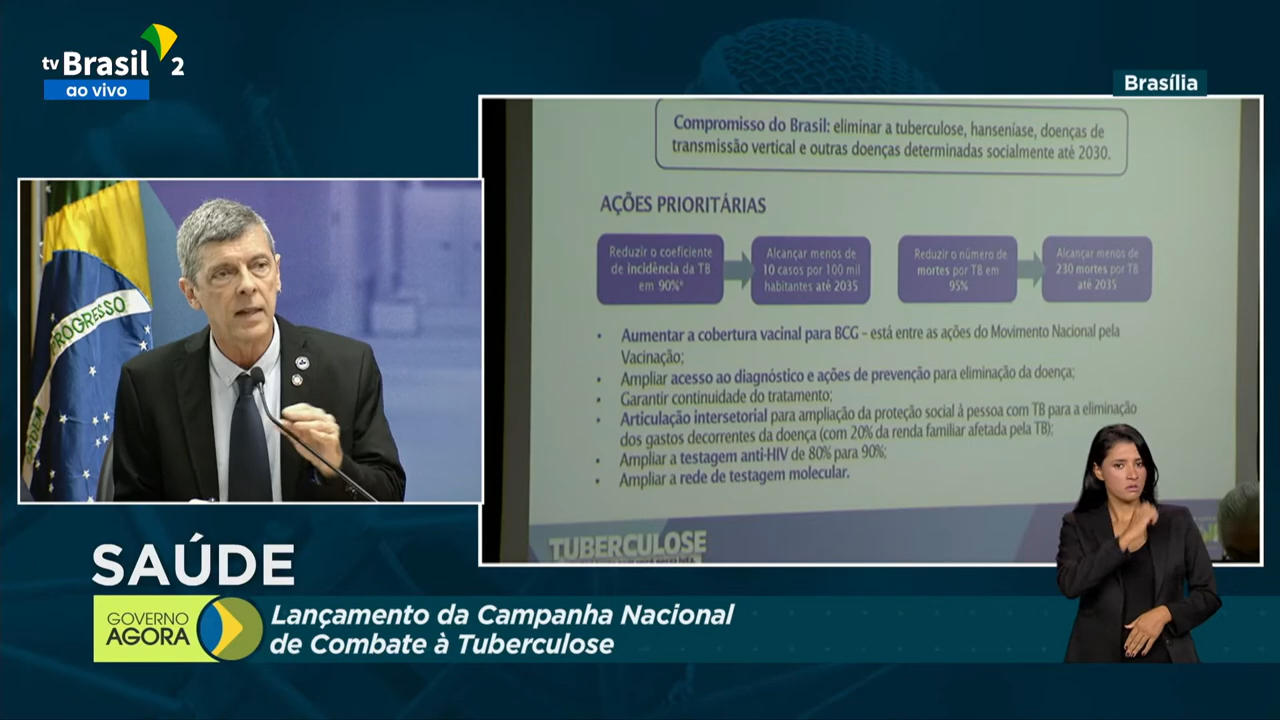 tv Brasil 2
ao vivo
Brasília
Compromisso do Brasil: eliminar a tuberculose, hanseníase, doenças de
transmissão vertical e outras doenças determinadas socialmente até 2030.
AÇÕES PRIORITÁRIAS
Reduzir o coeficiente
de incidência da TB
em 90%*
Alcançar menos de
10 casos por 100 mil
habitantes até 2035
Reduzir o número de
mortes por TB em
95%
Alcançar menos de
230 mortes por TB
até 2035
• Aumentar a cobertura vacinal para BCG – está entre as ações do Movimento Nacional pela
Vacinação;
• Ampliar acesso ao diagnóstico e ações de prevenção para eliminação da doença;
• Garantir continuidade do tratamento;
• Articulação intersetorial para ampliação da proteção social à pessoa com TB para a eliminação
dos gastos decorrentes da doença (com 20% da renda familiar afetada pela TB);
• Ampliar a testagem anti-HIV de 80% para 90%;
• Ampliar a rede de testagem molecular.
TUBERCULOSE
ORDEM
PROGRESSO
SAÚDE
GOVERNO
AGORA
Lançamento da Campanha Nacional
de Combate à Tuberculose